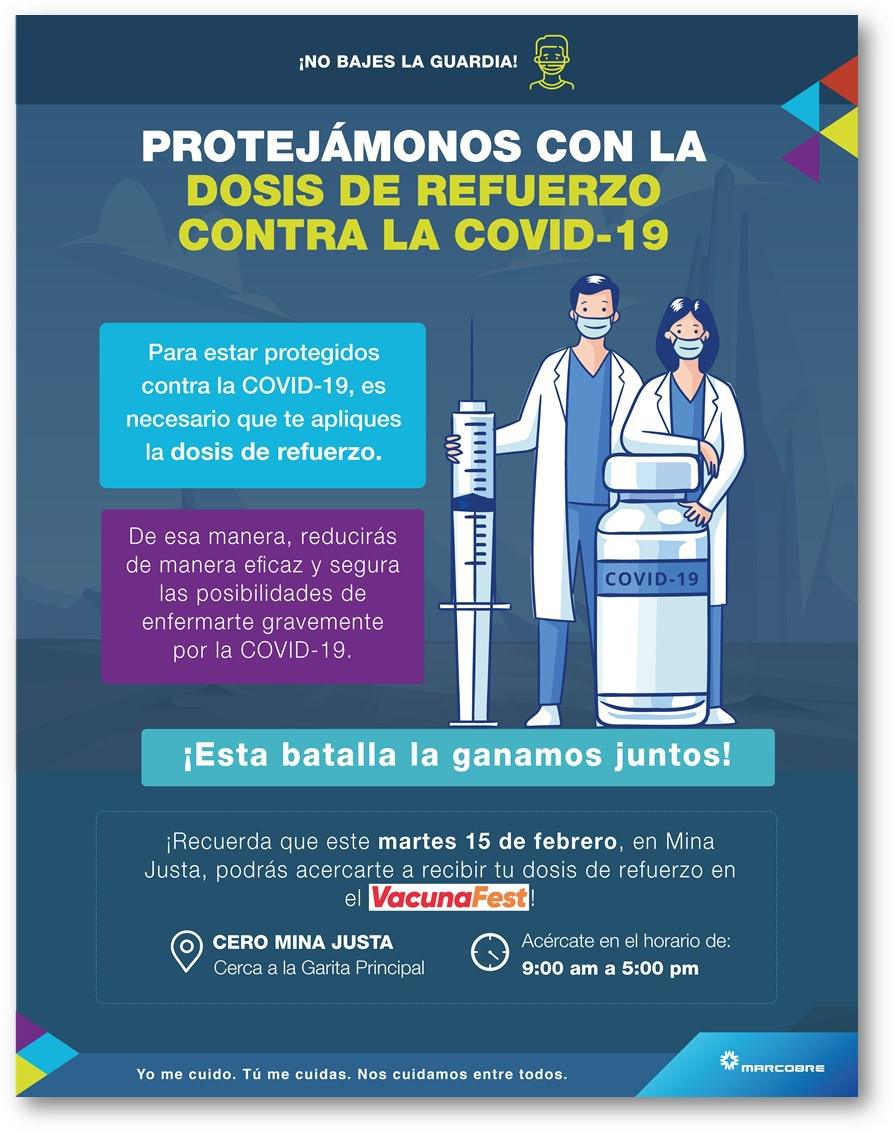 ¡NO BAJES LA GUARDIA!
PROTEJÁMONOS CON LA
DOSIS DE REFUERZO
CONTRA LA COVID-19
Para estar protegidos
contra la COVID-19, es
necesario que te apliques
la dosis de refuerzo.
De esa manera, reducirás
de manera eficaz y segura
las posibilidades de
enfermarte gravemente
por la COVID-19.
COVID-19
¡Esta batalla la ganamos juntos!
¡Recuerda que este martes 15 de febrero, en Mina
Justa, podrás acercarte a recibir tu dosis de refuerzo en
el VacunaFest!
CERO MINA JUSTA
Cerca a la Garita Principal
Acércate en el horario de:
9:00 am a 5:00 pm
Yo me cuido. Tú me cuidas. Nos cuidamos entre todos.
MARCOBRE